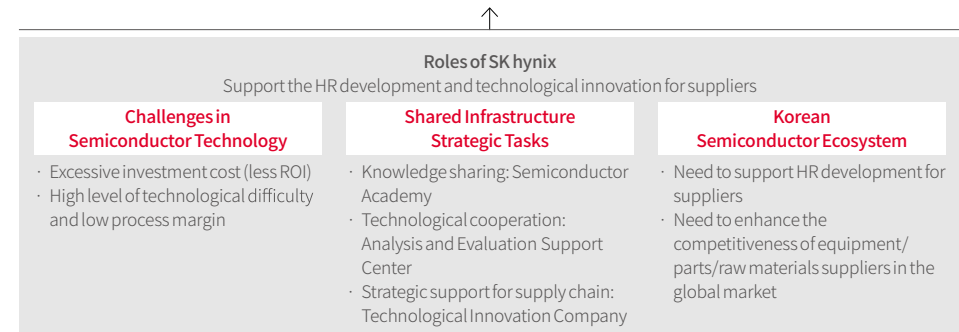 Roles of SK hynix
Support the HR development and technological innovation for suppliers
Challenges in
Semiconductor Technology
· Excessive investment cost (less ROI)
· High level of technological difficulty
and low process margin
Shared Infrastructure
Strategic Tasks
· Knowledge sharing: Semiconductor
Academy
· Technological cooperation:
Analysis and Evaluation Support
Center
· Strategic support for supply chain:
Technological Innovation Company
Korean
Semiconductor Ecosystem
· Need to support HR development for
suppliers
· Need to enhance the
competitiveness of equipment/
parts/raw materials suppliers in the
global market